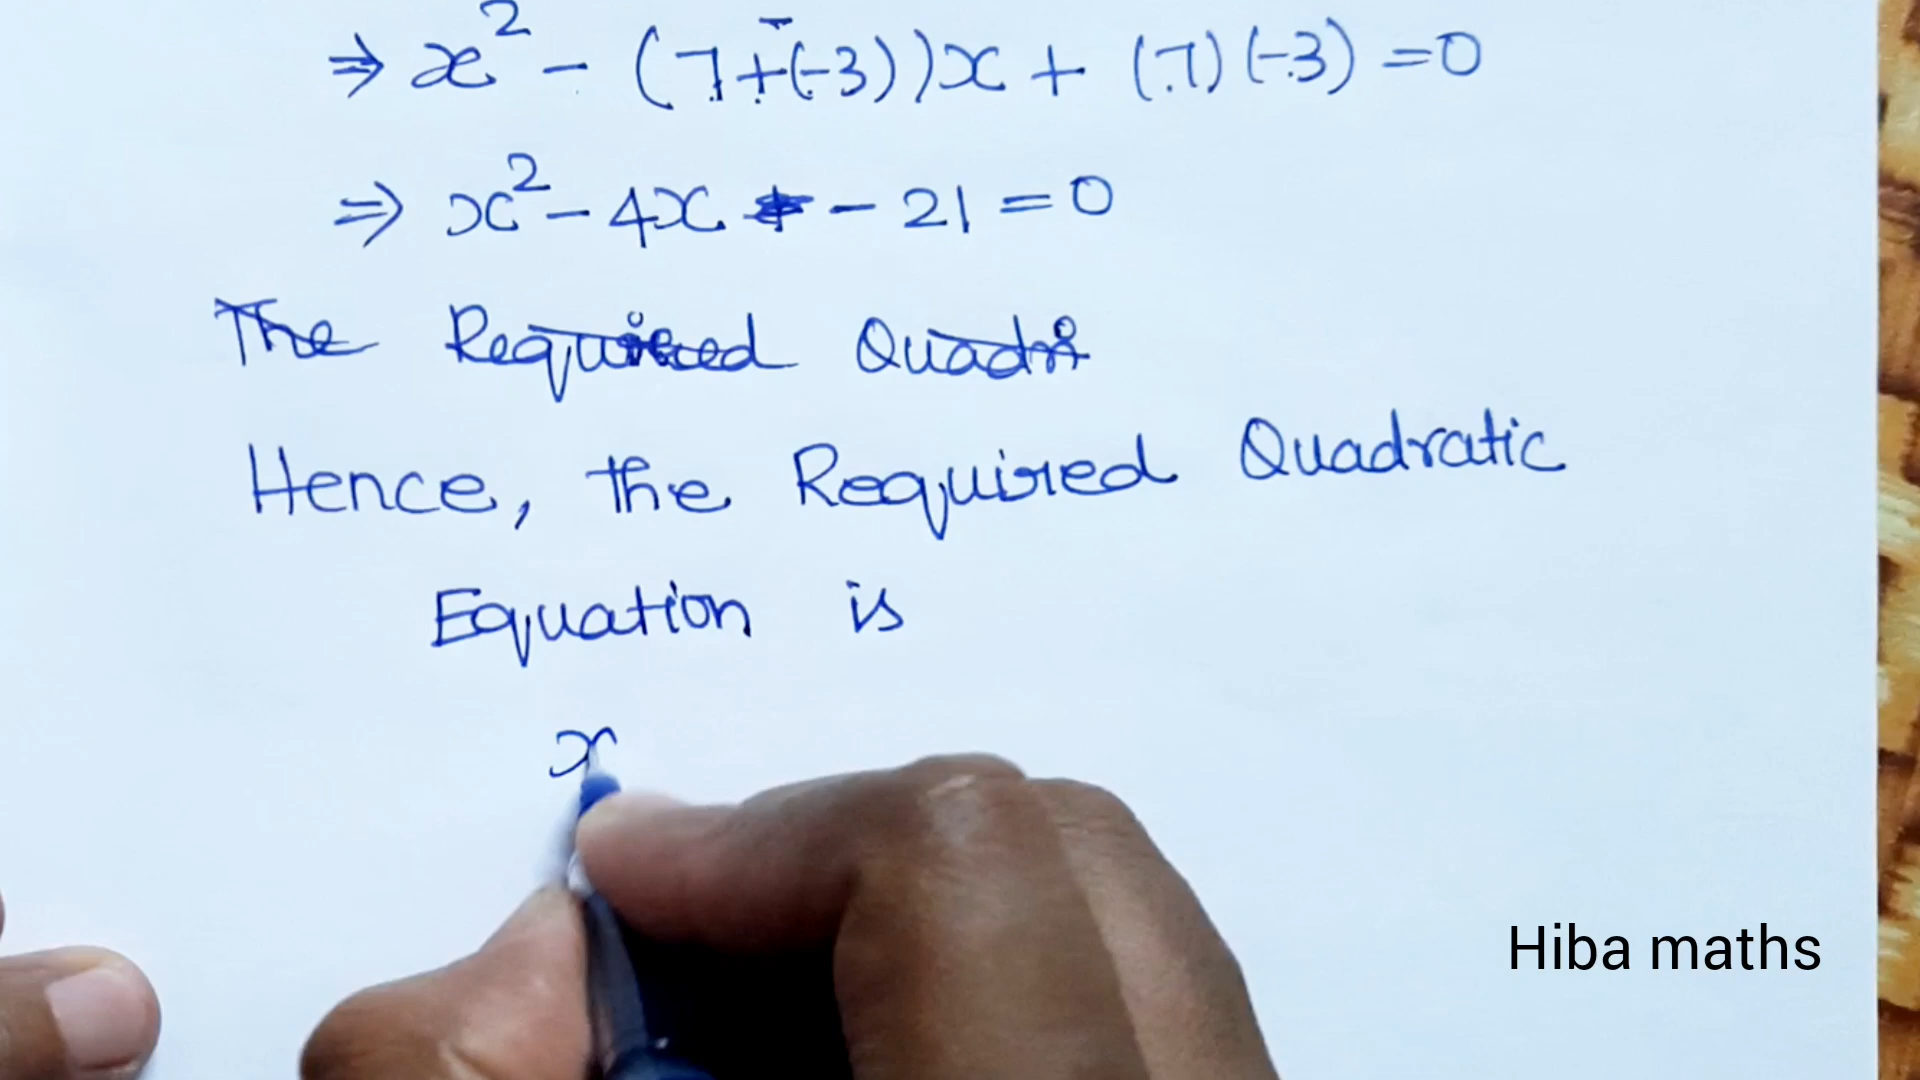 ⇒ x² - (7+(-3))x + (7)(-3) = 0
⇒ x² - 4x - 21 = 0
The Required Quadri
Hence, the Required Quadratic
Equation is
x
Hiba maths